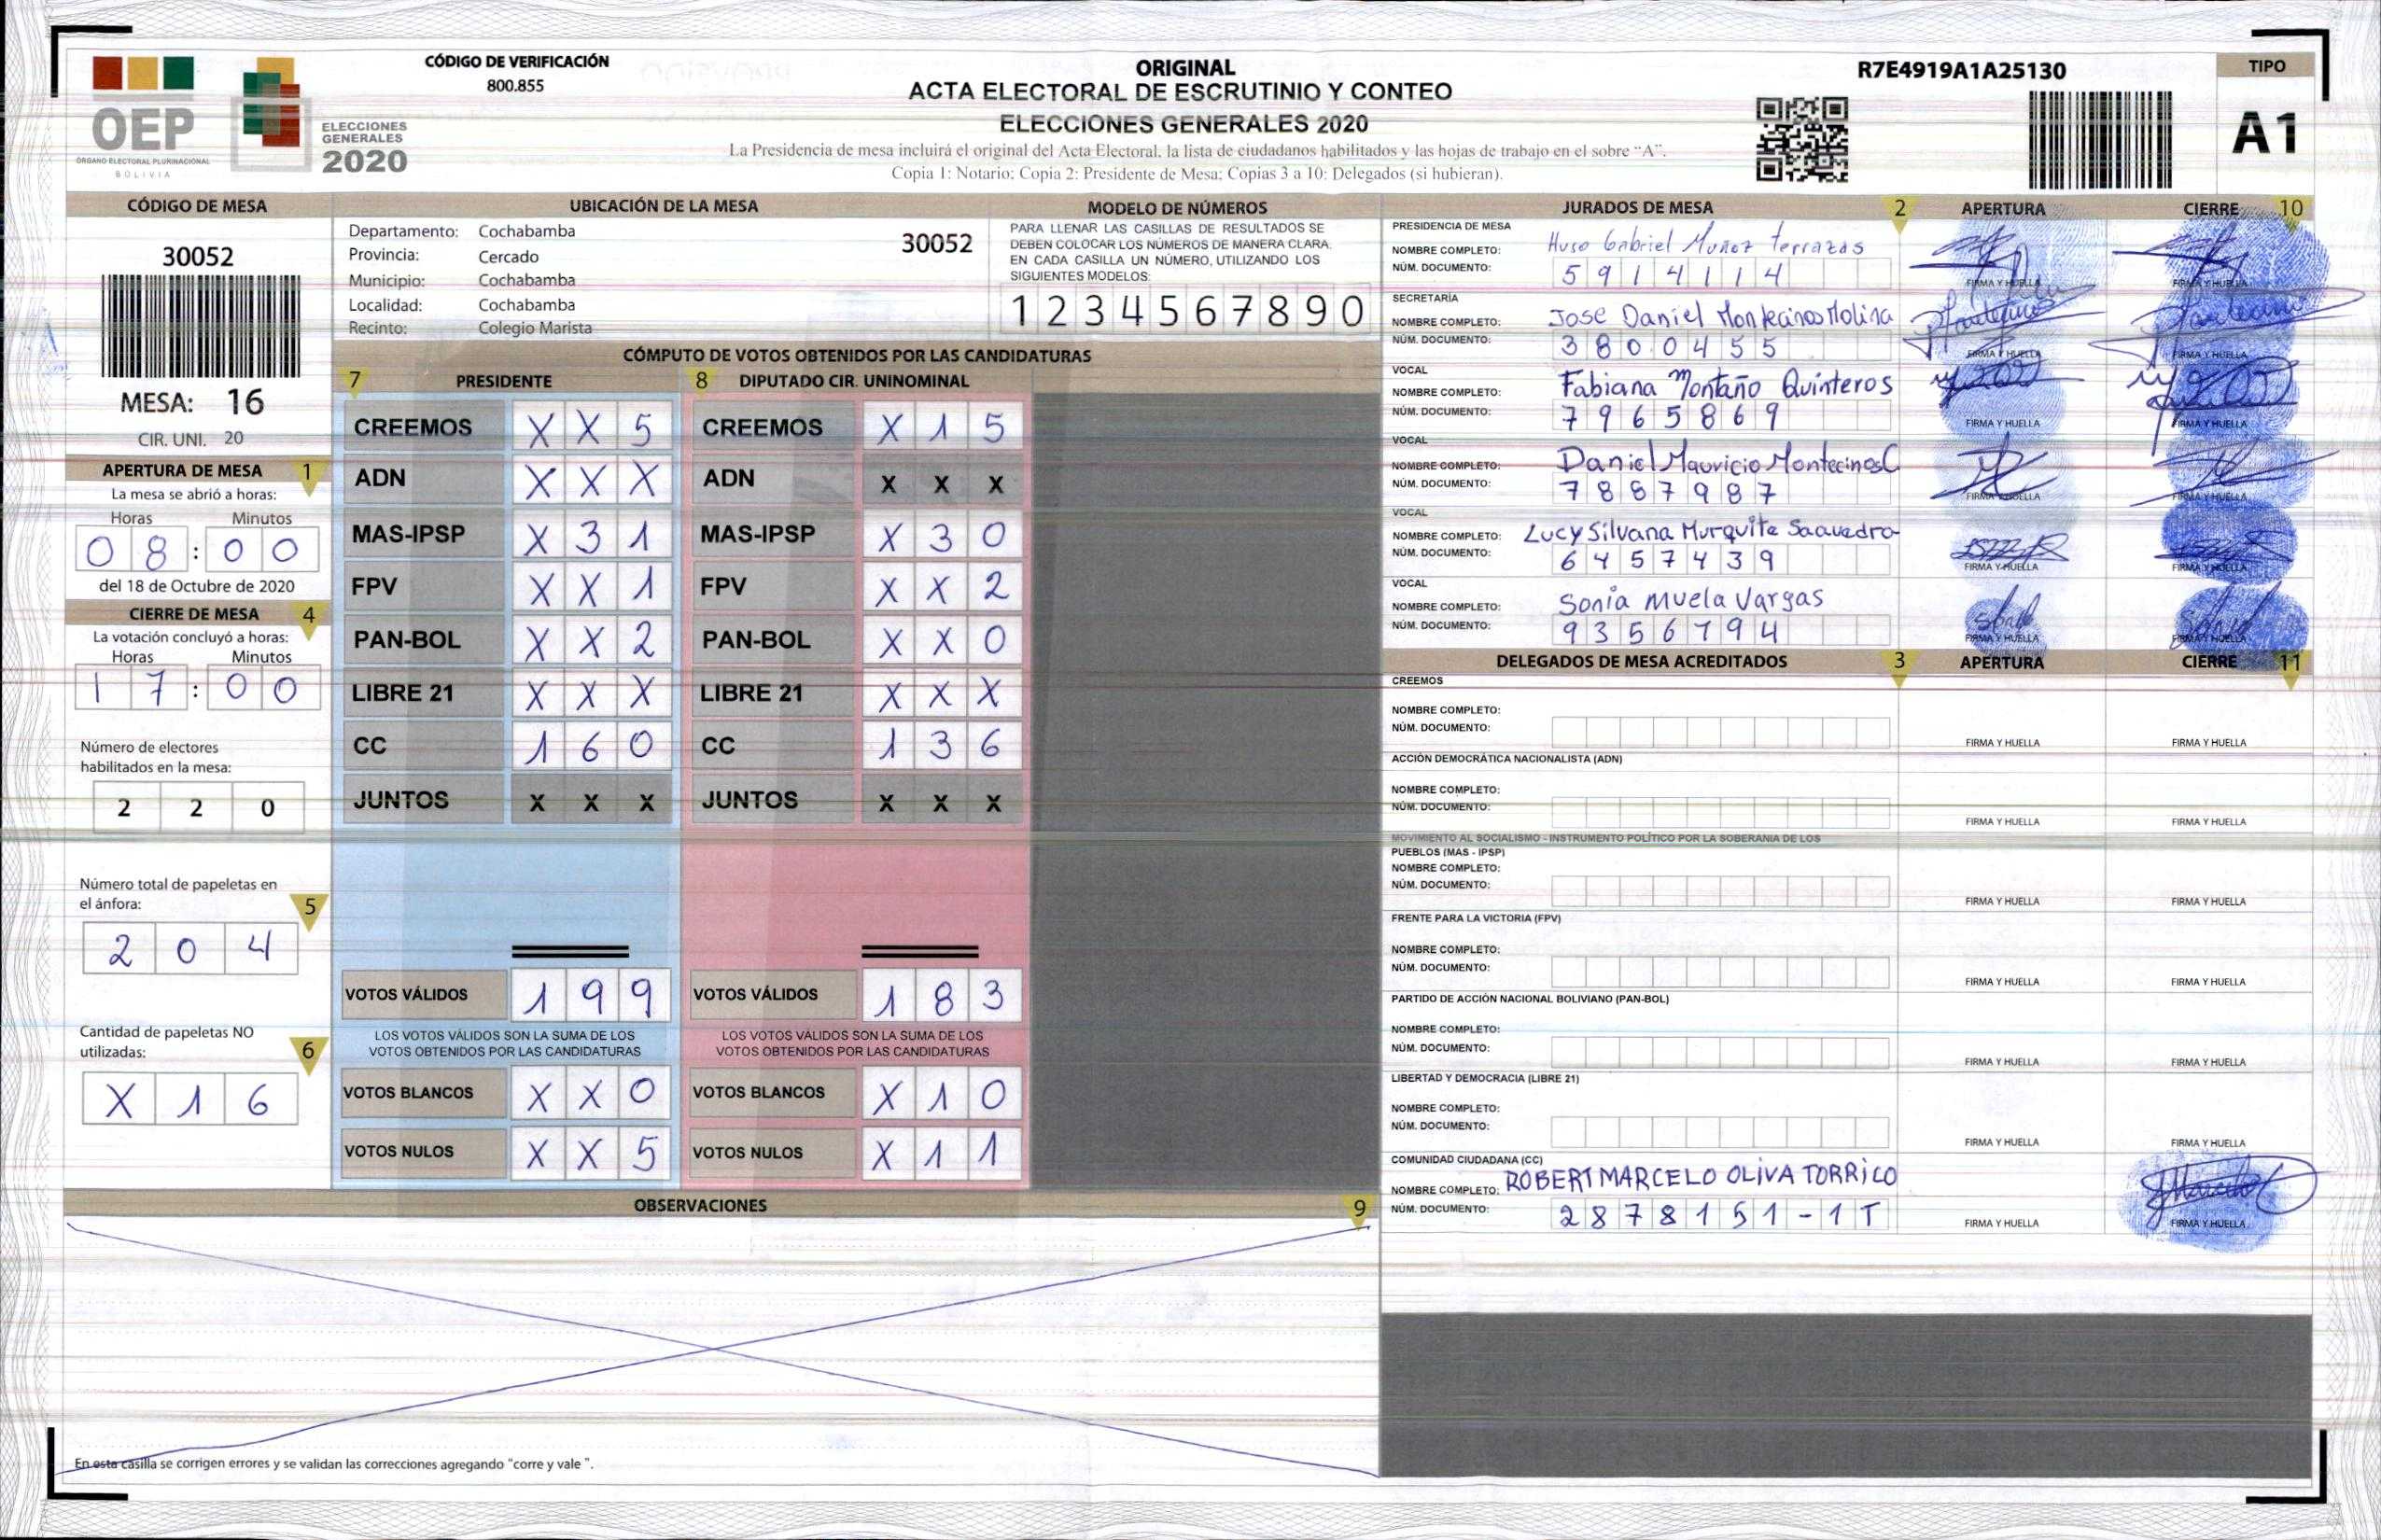 OEP
ÓRGANO ELECTORAL PLURINACIONAL
BOLIVIA
ELECCIONES
GENERALES
2020
CÓDIGO DE VERIFICACIÓN
800.855
ORIGINAL
ACTA ELECTORAL DE ESCRUTINIO Y CONTEO
ELECCIONES GENERALES 2020
La Presidencia de mesa incluirá el original del Acta Electoral, la lista de ciudadanos habilitados y las hojas de trabajo en el sobre “A”.
Copia 1: Notario; Copia 2: Presidente de Mesa; Copias 3 a 10: Delegados (si hubieran).
R7E4919A1A25130
TIPO
A1
CÓDIGO DE MESA
30052
MESA: 16
CIR. UNI. 20
APERTURA DE MESA 1
La mesa se abrió a horas:
Horas Minutos
0 8 : 0 0
del 18 de Octubre de 2020
CIERRE DE MESA 4
La votación concluyó a horas:
Horas Minutos
1 7 : 0 0
Número de electores
habilitados en la mesa:
2 2 0
Número total de papeletas en
el ánfora: 5
2 0 4
Cantidad de papeletas NO
utilizadas: 6
X 1 6
UBICACIÓN DE LA MESA
Departamento: Cochabamba
30052
Provincia: Cercado
Municipio: Cochabamba
Localidad: Cochabamba
Recinto: Colegio Marista
MODELO DE NÚMEROS
PARA LLENAR LAS CASILLAS DE RESULTADOS SE
DEBEN COLOCAR LOS NÚMEROS DE MANERA CLARA.
EN CADA CASILLA UN NÚMERO, UTILIZANDO LOS
SIGUIENTES MODELOS:
1 2 3 4 5 6 7 8 9 0
CÓMPUTO DE VOTOS OBTENIDOS POR LAS CANDIDATURAS
7 PRESIDENTE 8 DIPUTADO CIR. UNINOMINAL
CREEMOS X X 5 CREEMOS X 1 5
ADN X X X ADN X X X
MAS-IPSP X 3 1 MAS-IPSP X 3 0
FPV X X 1 FPV X X 2
PAN-BOL X X 2 PAN-BOL X X 0
LIBRE 21 X X X LIBRE 21 X X X
CC 1 6 0 CC 1 3 6
JUNTOS X X X JUNTOS X X X
VOTOS VÁLIDOS 1 9 9 VOTOS VÁLIDOS 1 8 3
LOS VOTOS VÁLIDOS SON LA SUMA DE LOS LOS VOTOS VÁLIDOS SON LA SUMA DE LOS
VOTOS OBTENIDOS POR LAS CANDIDATURAS VOTOS OBTENIDOS POR LAS CANDIDATURAS
VOTOS BLANCOS X X 0 VOTOS BLANCOS X 1 0
VOTOS NULOS X X 5 VOTOS NULOS X 1 1
OBSERVACIONES 9
En esta casilla se corrigen errores y se validan las correcciones agregando "corre y vale ".
JURADOS DE MESA 2 APERTURA CIERRE 10
PRESIDENCIA DE MESA
NOMBRE COMPLETO: Hugo Gabriel Muñoz Terrazas
NÚM. DOCUMENTO: 5 9 1 4 1 1 4
FIRMA Y HUELLA FIRMA Y HUELLA
SECRETARÍA
NOMBRE COMPLETO: Jose Daniel Montecinos Molina
NÚM. DOCUMENTO: 3 8 0 0 4 5 5
FIRMA Y HUELLA FIRMA Y HUELLA
VOCAL
NOMBRE COMPLETO: Fabiana Montaño Quinteros
NÚM. DOCUMENTO: 7 9 6 5 8 6 9
FIRMA Y HUELLA FIRMA Y HUELLA
VOCAL
NOMBRE COMPLETO: Daniel Mauricio Montecinos C
NÚM. DOCUMENTO: 7 8 8 7 9 8 7
FIRMA Y HUELLA FIRMA Y HUELLA
VOCAL
NOMBRE COMPLETO: Lucy Silvana Murquita Saavedra
NÚM. DOCUMENTO: 6 4 5 7 4 3 9
FIRMA Y HUELLA FIRMA Y HUELLA
VOCAL
NOMBRE COMPLETO: Sonia Muela Vargas
NÚM. DOCUMENTO: 9 3 5 6 7 9 4
FIRMA Y HUELLA FIRMA Y HUELLA
DELEGADOS DE MESA ACREDITADOS 3 APERTURA CIERRE 11
CREEMOS
NOMBRE COMPLETO:
NÚM. DOCUMENTO:
FIRMA Y HUELLA FIRMA Y HUELLA
ACCIÓN DEMOCRÁTICA NACIONALISTA (ADN)
NOMBRE COMPLETO:
NÚM. DOCUMENTO:
FIRMA Y HUELLA FIRMA Y HUELLA
MOVIMIENTO AL SOCIALISMO - INSTRUMENTO POLÍTICO POR LA SOBERANIA DE LOS
PUEBLOS (MAS - IPSP)
NOMBRE COMPLETO:
NÚM. DOCUMENTO:
FIRMA Y HUELLA FIRMA Y HUELLA
FRENTE PARA LA VICTORIA (FPV)
NOMBRE COMPLETO:
NÚM. DOCUMENTO:
FIRMA Y HUELLA FIRMA Y HUELLA
PARTIDO DE ACCIÓN NACIONAL BOLIVIANO (PAN-BOL)
NOMBRE COMPLETO:
NÚM. DOCUMENTO:
FIRMA Y HUELLA FIRMA Y HUELLA
LIBERTAD Y DEMOCRACIA (LIBRE 21)
NOMBRE COMPLETO:
NÚM. DOCUMENTO:
FIRMA Y HUELLA FIRMA Y HUELLA
COMUNIDAD CIUDADANA (CC)
NOMBRE COMPLETO: ROBERT MARCELO OLIVA TORRICO
NÚM. DOCUMENTO: 2 8 7 8 1 5 1 - 1 T
FIRMA Y HUELLA FIRMA Y HUELLA